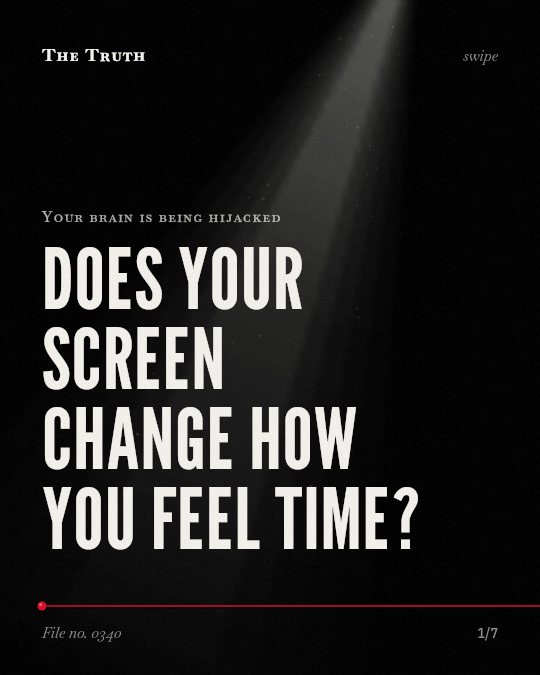 The Truth
swipe
Your brain is being hijacked
DOES YOUR
SCREEN
CHANGE HOW
YOU FEEL TIME?
File no. 0340
1/7